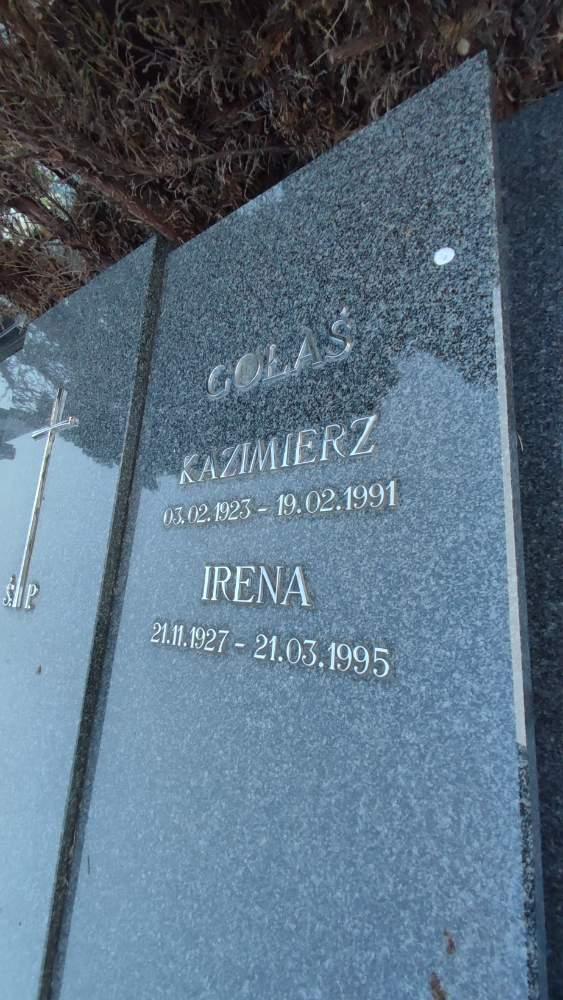 GOŁAŚ
KAZIMIERZ
03.02.1923 - 19.02.1991
IRENA
21.11.1927 - 21.03.1995
Ś. P.